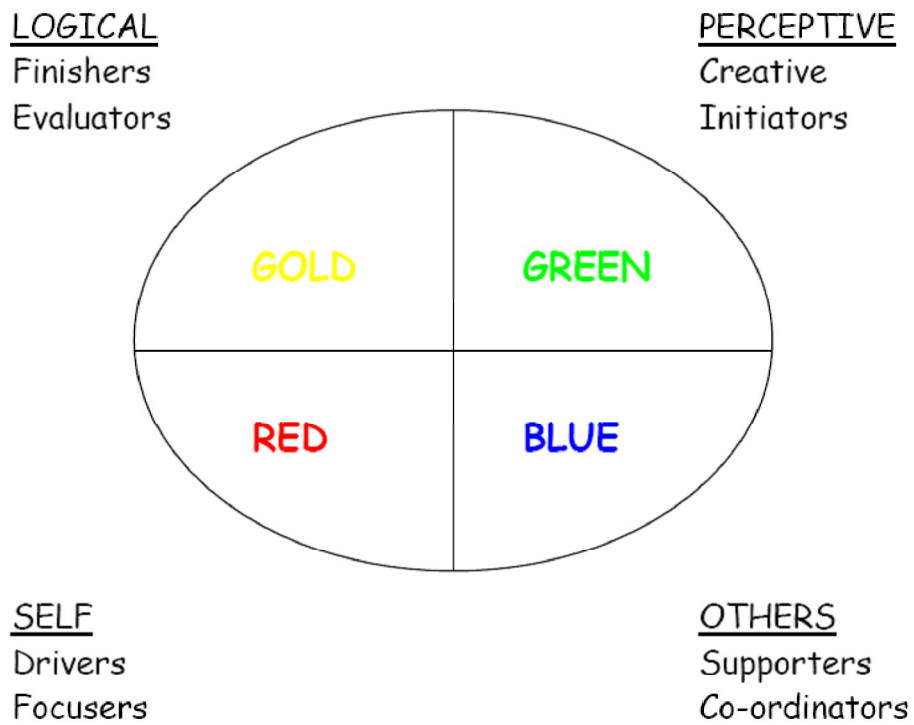 LOGICAL
Finishers
Evaluators
PERCEPTIVE
Creative
Initiators
GOLD
GREEN
RED
BLUE
SELF
Drivers
Focusers
OTHERS
Supporters
Co-ordinators